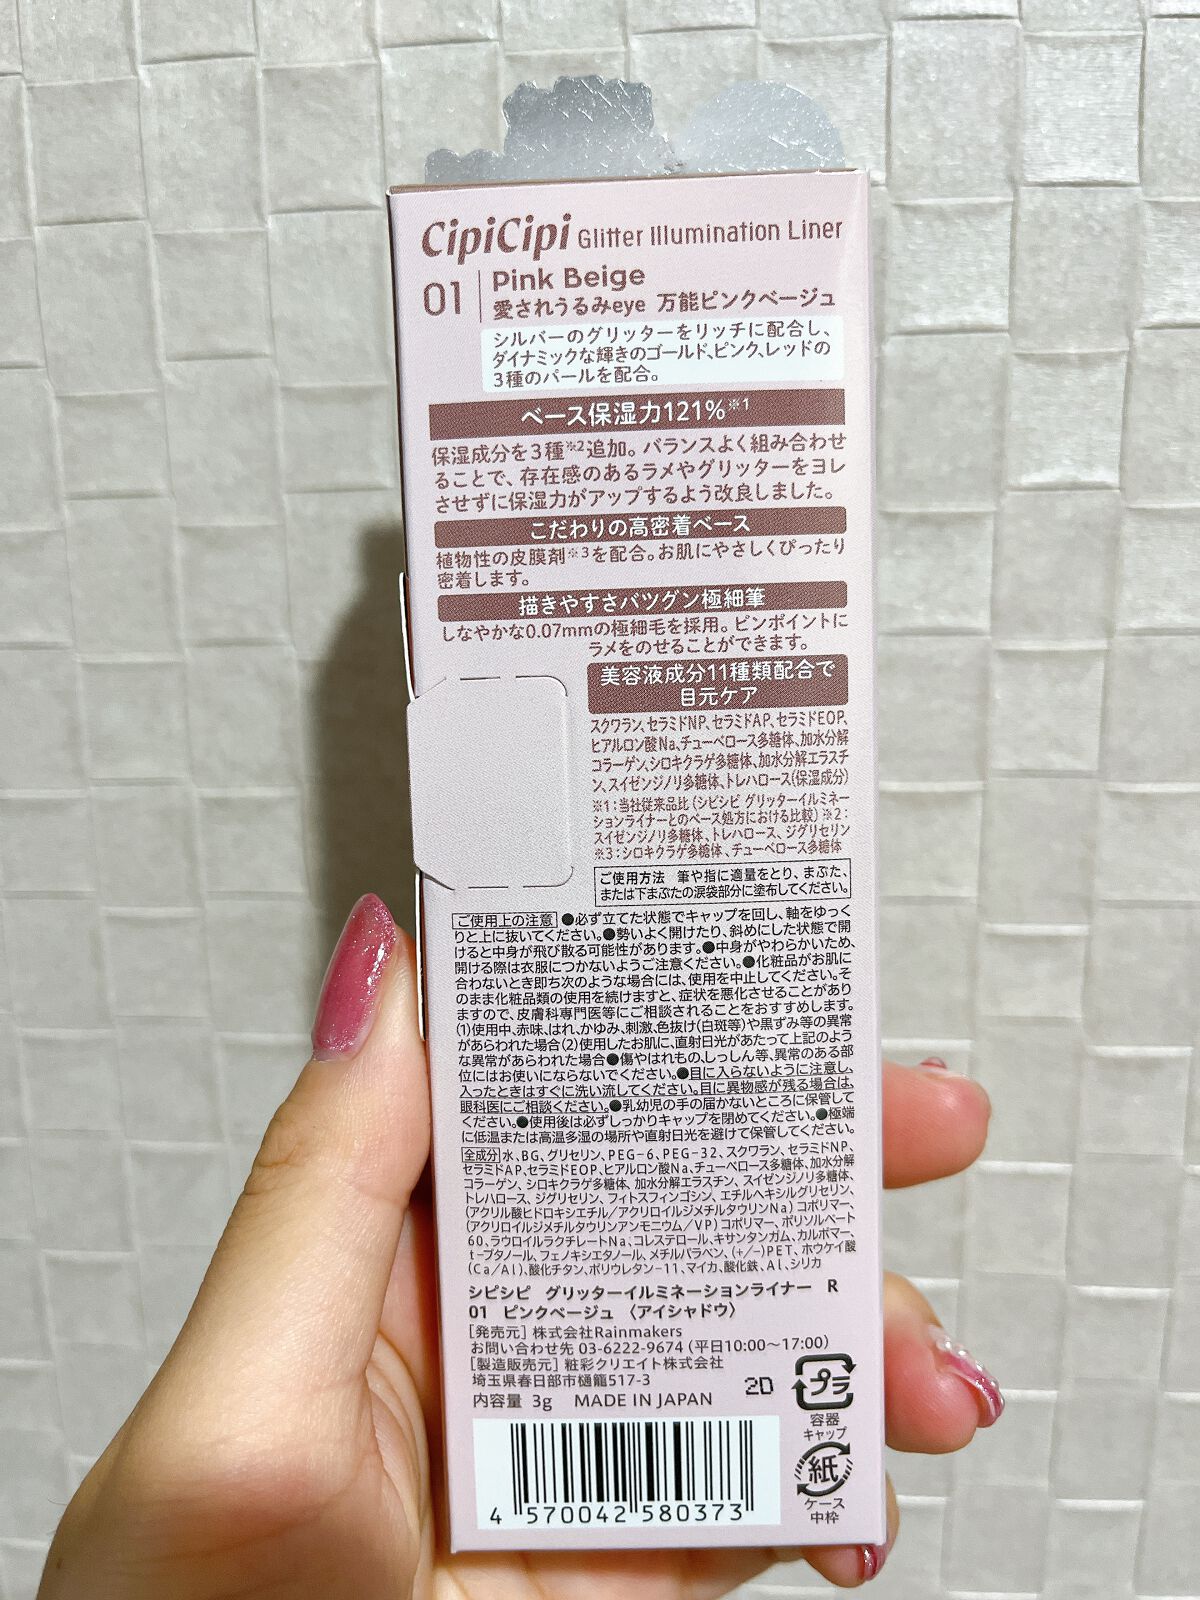 CipiCipi Glitter Illumination Liner
01 Pink Beige
愛されうるみeye 万能ピンクベージュ
シルバーのグリッターをリッチに配合し、
ダイナミックな輝きのゴールド、ピンク、レッドの
3種のパールを配合。
ベース保湿力121%※1
保湿成分を3種※2追加。バランスよく組み合わせ
ることで、存在感のあるラメやグリッターをヨレ
させずに保湿力がアップするよう改良しました。
こだわりの高密着ベース
植物性の皮膜剤※3を配合。お肌にやさしくぴったり
密着します。
描きやすさバツグン極細筆
しなやかな0.07mmの極細毛を採用。ピンポイントに
ラメをのせることができます。
美容液成分11種類配合で
目元ケア
スクワラン、セラミドNP、セラミドAP、セラミドEOP、
ヒアルロン酸Na、チューベロース多糖体、加水分解
コラーゲン、シロキクラゲ多糖体、加水分解エラスチ
ン、スイゼンジノリ多糖体、トレハロース(保湿成分)
※1:当社従来品比(シピシピ グリッターイルミネー
ションライナーとのベース処方における比較)※2:
スイゼンジノリ多糖体、トレハロース、ジグリセリン
※3:シロキクラゲ多糖体、チューベロース多糖体
ご使用方法 筆や指に適量をとり、まぶた、
または下まぶたの涙袋部分に塗布してください。
ご使用上の注意 ●必ず立てた状態でキャップを回し、軸をゆっく
りと上に抜いてください。●勢いよく開けたり、斜めにした状態で開
けると中身が飛び散る可能性があります。●中身がやわらかいため、
開ける際は衣服につかないようご注意ください。●化粧品がお肌に
合わないとき即ち次のような場合には、使用を中止してください。そ
のまま化粧品類の使用を続けますと、症状を悪化させることがあり
ますので、皮膚科専門医等にご相談されることをおすすめします。
(1)使用中、赤味、はれ、かゆみ、刺激、色抜け(白斑等)や黒ずみ等の異常
があらわれた場合(2)使用したお肌に、直射日光があたって上記のよう
な異常があらわれた場合●傷やはれもの、しっしん等、異常のある部
位にはお使いにならないでください。●目に入らないように注意し、
入ったときはすぐに洗い流してください。目に異物感が残る場合は、
眼科医にご相談ください。●乳幼児の手の届かないところに保管して
ください。●使用後は必ずしっかりキャップを閉めてください。●極端
に低温または高温多湿の場所や直射日光を避けて保管してください。
全成分 水、BG、グリセリン、PEG-6、PEG-32、スクワラン、セラミドNP、
セラミドAP、セラミドEOP、ヒアルロン酸Na、チューベロース多糖体、加水分解
コラーゲン、シロキクラゲ多糖体、加水分解エラスチン、スイゼンジノリ多糖体、
トレハロース、ジグリセリン、フィトスフィンゴシン、エチルヘキシルグリセリン、
(アクリル酸ヒドロキシエチル/アクリロイルジメチルタウリンNa)コポリマー、
(アクリロイルジメチルタウリンアンモニウム/VP)コポリマー、ポリソルベート
60、ラウロイルラクチレートNa、コレステロール、キサンタンガム、カルボマー、
t-ブタノール、フェノキシエタノール、メチルパラベン、(+/-)PET、ホウケイ酸
(Ca/Al)、酸化チタン、ポリウレタン-11、マイカ、酸化鉄、Al、シリカ
シピシピ グリッターイルミネーションライナー R
01 ピンクベージュ 〈アイシャドウ〉
[発売元]株式会社Rainmakers
お問い合わせ先 03-6222-9674(平日10:00～17:00)
[製造販売元]粧彩クリエイト株式会社
埼玉県春日部市樋籠517-3
内容量 3g MADE IN JAPAN 2D
プラ
容器
キャップ
紙
ケース
中枠
4 570042 580373